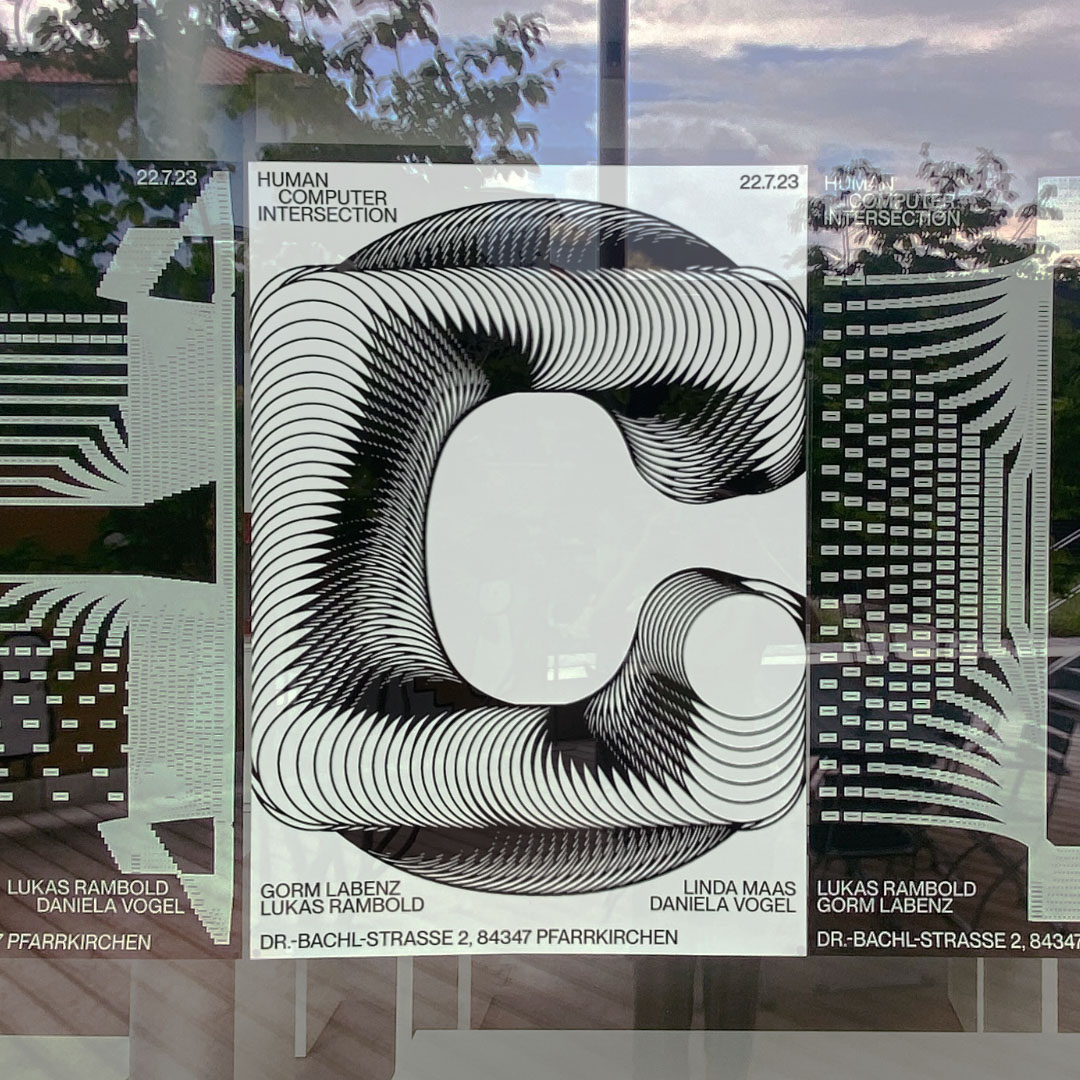 22.7.23
LUKAS RAMBOLD
DANIELA VOGEL
PFARRKIRCHEN
HUMAN
COMPUTER
INTERSECTION
22.7.23
C
GORM LABENZ
LUKAS RAMBOLD
LINDA MAAS
DANIELA VOGEL
DR.-BACHL-STRASSE 2, 84347 PFARRKIRCHEN
HUMAN
COMPUTER
INTERSECTION
LUKAS RAMBOLD
GORM LABENZ
DR.-BACHL-STRASSE 2, 84347